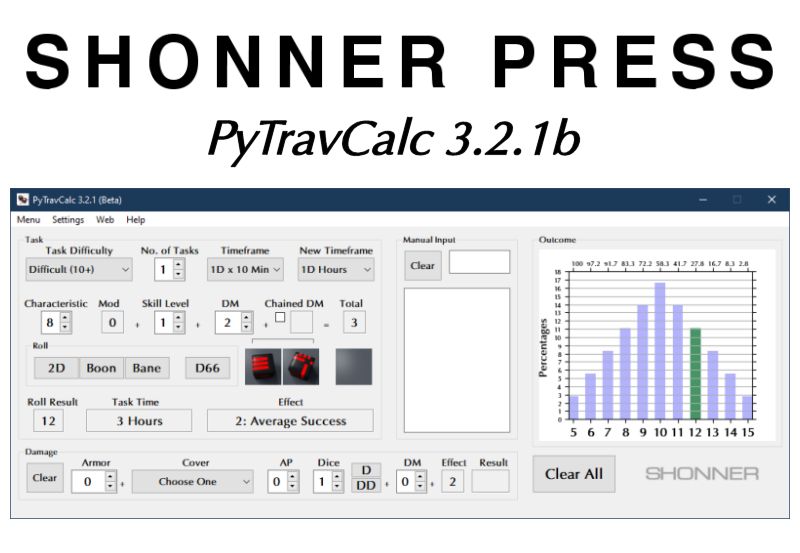 SHONNER PRESS
PyTravCalc 3.2.1b
PyTravCalc 3.2.1 (Beta)
Menu Settings Web Help
Task
Task Difficulty No. of Tasks Timeframe New Timeframe
Difficult (10+) 1 1D x 10 Min 1D Hours
Characteristic Mod Skill Level DM Chained DM Total
8 0 + 1 + 2 + = 3
Roll
2D Boon Bane D66
Roll Result Task Time Effect
12 3 Hours 2: Average Success
Manual Input
Clear
Outcome
100 97.2 91.7 83.3 72.2 58.3 41.7 27.8 16.7 8.3 2.8
Percentages
18
17
16
15
14
13
12
11
10
9
8
7
6
5
4
3
2
1
0
5 6 7 8 9 10 11 12 13 14 15
Damage
Armor Cover AP Dice DM Effect Result
Clear 0 + Choose One 0 1 D + 0 + 2
DD
Clear All
SHONNER